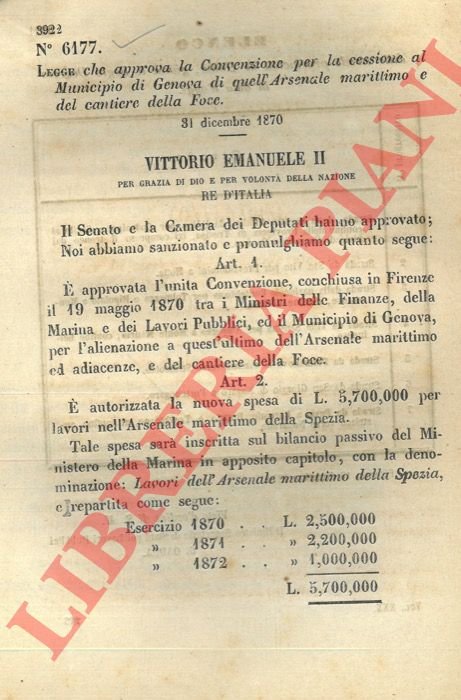 3922
N° 6177.
LEGGE che approva la Convenzione per la cessione al
Municipio di Genova di quell'Arsenale marittimo e
del cantiere della Foce.
31 dicembre 1870
VITTORIO EMANUELE II
PER GRAZIA DI DIO E PER VOLONTÀ DELLA NAZIONE
RE D'ITALIA
Il Senato e la Camera dei Deputati hanno approvato;
Noi abbiamo sanzionato e promulghiamo quanto segue:
Art. 1.
È approvata l'unita Convenzione, conchiusa in Firenze
il 19 maggio 1870 tra i Ministri delle Finanze, della
Marina e dei Lavori Pubblici, ed il Municipio di Genova,
per l'alienazione a quest'ultimo dell'Arsenale marittimo
ed adiacenze, e del cantiere della Foce.
Art. 2.
È autorizzata la nuova spesa di L. 5,700,000 per
lavori nell'Arsenale marittimo della Spezia.
Tale spesa sarà inscritta sul bilancio passivo del Mi-
nistero della Marina in apposito capitolo, con la deno-
minazione: Lavori dell'Arsenale marittimo della Spezia,
e repartita come segue:
Esercizio 1870 . . L. 2,500,000
» 1871 . . » 2,200,000
» 1872 . . » 1,000,000
L. 5,700,000
LIBRERIA PIANI